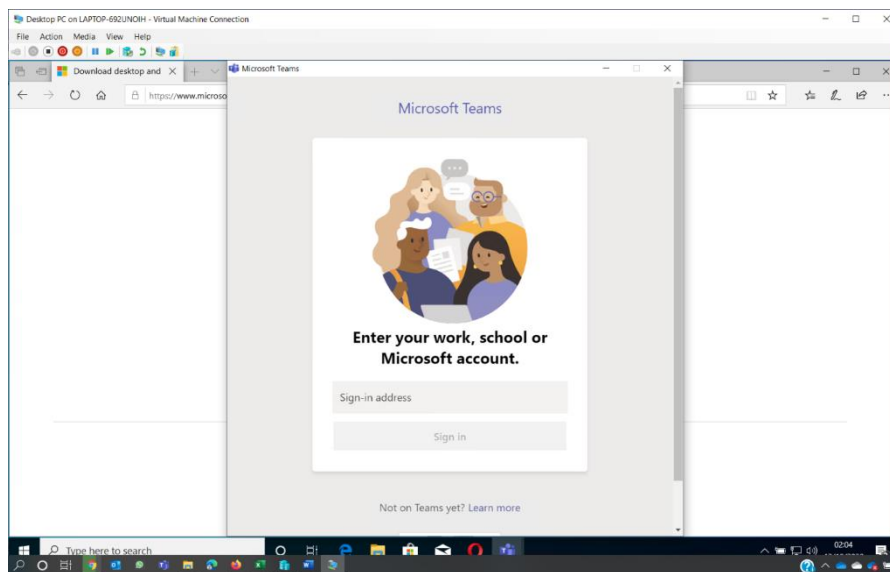 Desktop PC on LAPTOP-692UNOIH - Virtual Machine Connection
File Action Media View Help
Download desktop and
Microsoft Teams
https://www.microso
Microsoft Teams
Enter your work, school or
Microsoft account.
Sign-in address
Sign in
Not on Teams yet? Learn more
Type here to search
02:04